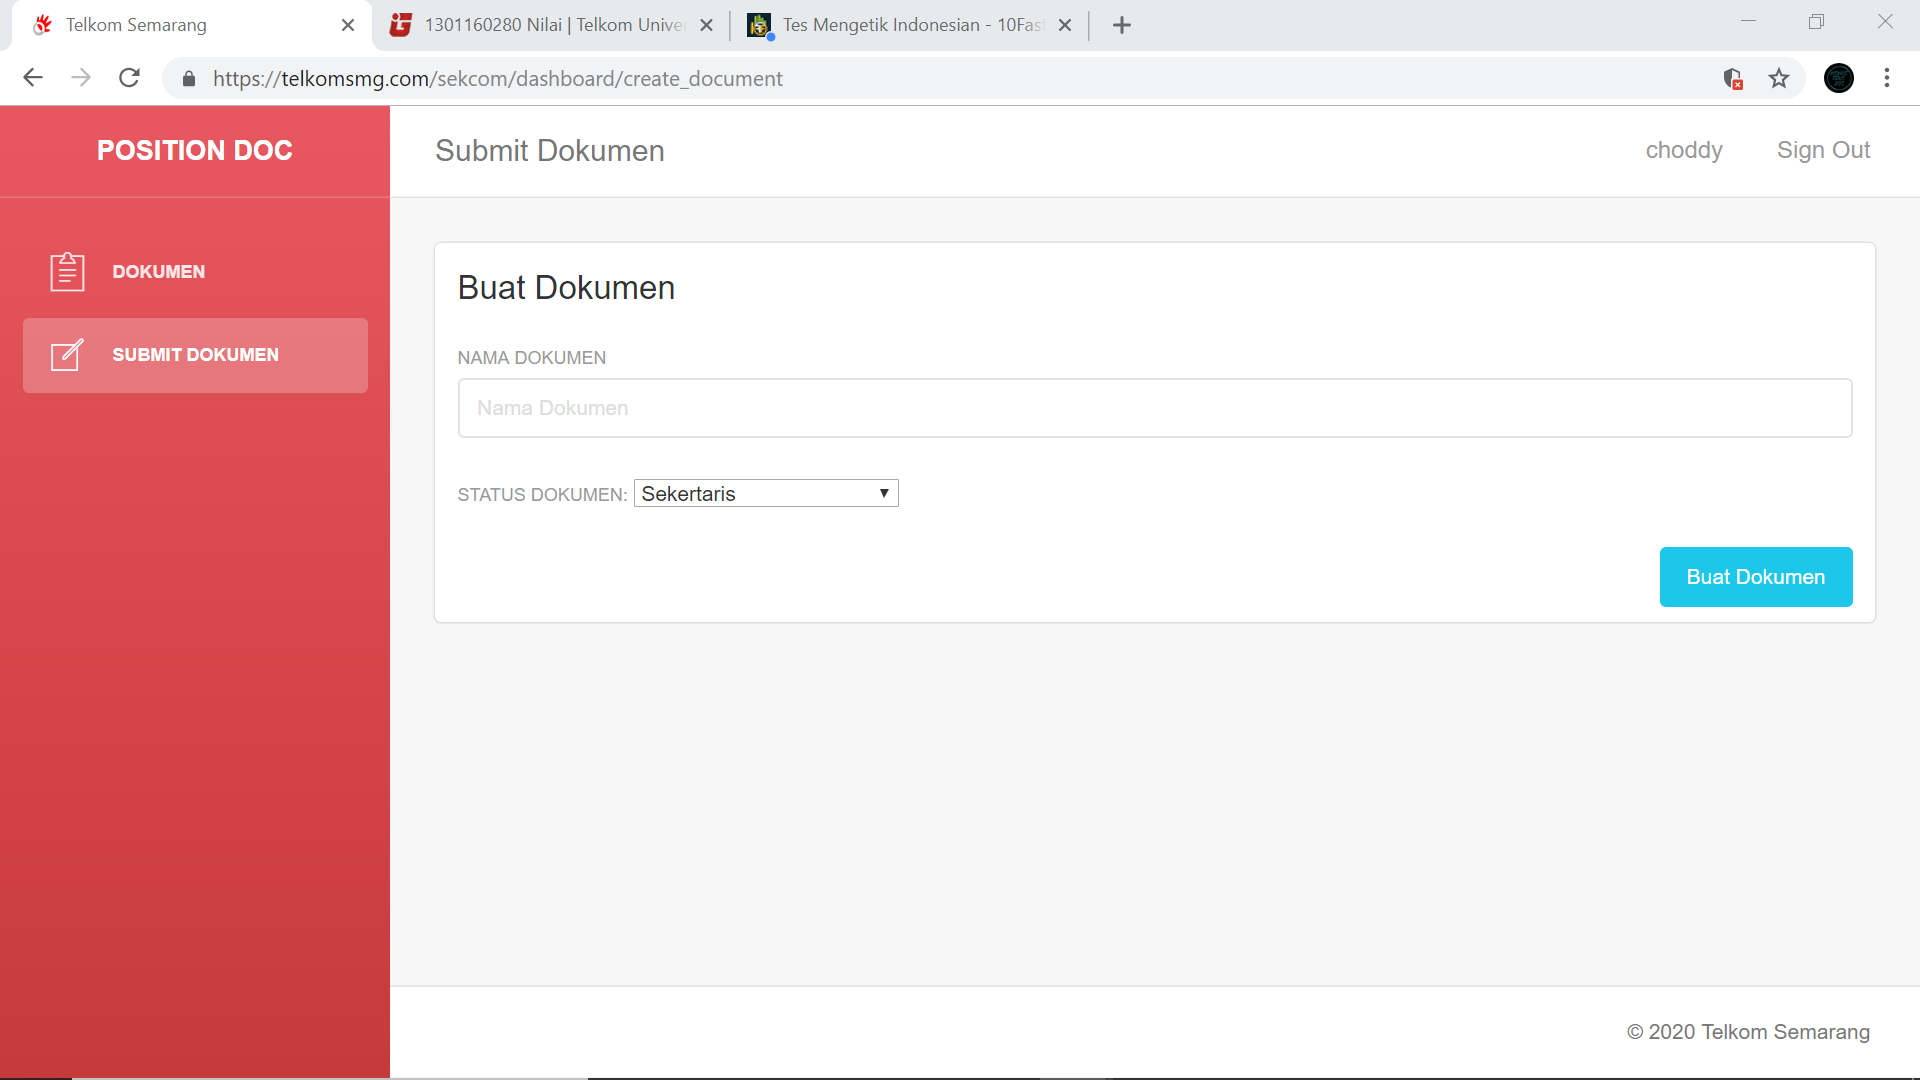 Telkom Semarang
1301160280 Nilai | Telkom Univer
Tes Mengetik Indonesian - 10Fast
https://telkomsmg.com/sekcom/dashboard/create_document
POSITION DOC
Submit Dokumen
choddy
Sign Out
DOKUMEN
SUBMIT DOKUMEN
Buat Dokumen
NAMA DOKUMEN
Nama Dokumen
STATUS DOKUMEN: Sekertaris
Buat Dokumen
© 2020 Telkom Semarang